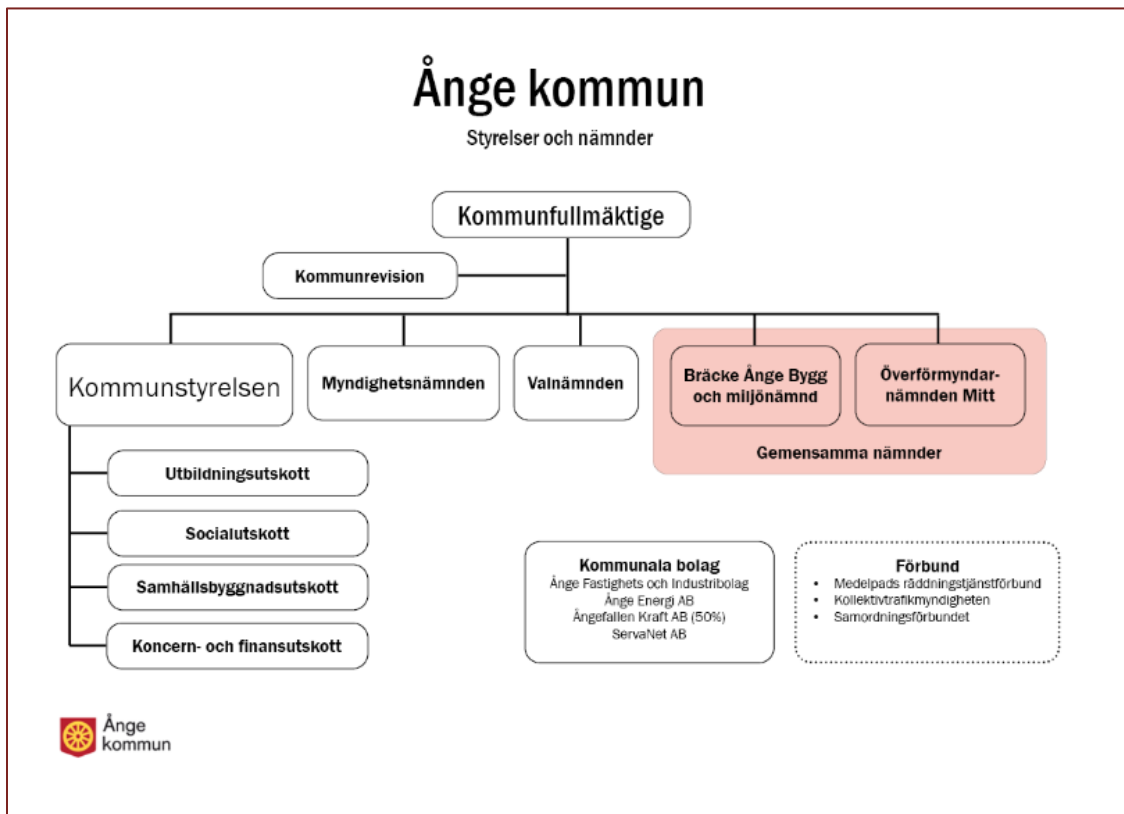 Ånge kommun
Styrelser och nämnder
Kommunfullmäktige
Kommunrevision
Kommunstyrelsen
Myndighetsnämnden
Valnämnden
Bräcke Ånge Bygg
och miljönämnd
Överförmyndar-
nämnden Mitt
Gemensamma nämnder
Utbildningsutskott
Socialutskott
Samhällsbyggnadsutskott
Koncern- och finansutskott
Kommunala bolag
Ånge Fastighets och Industribolag
Ånge Energi AB
Ångefallen Kraft AB (50%)
ServaNet AB
Förbund
• Medelpads räddningstjänstförbund
• Kollektivtrafikmyndigheten
• Samordningsförbundet
Ånge
kommun